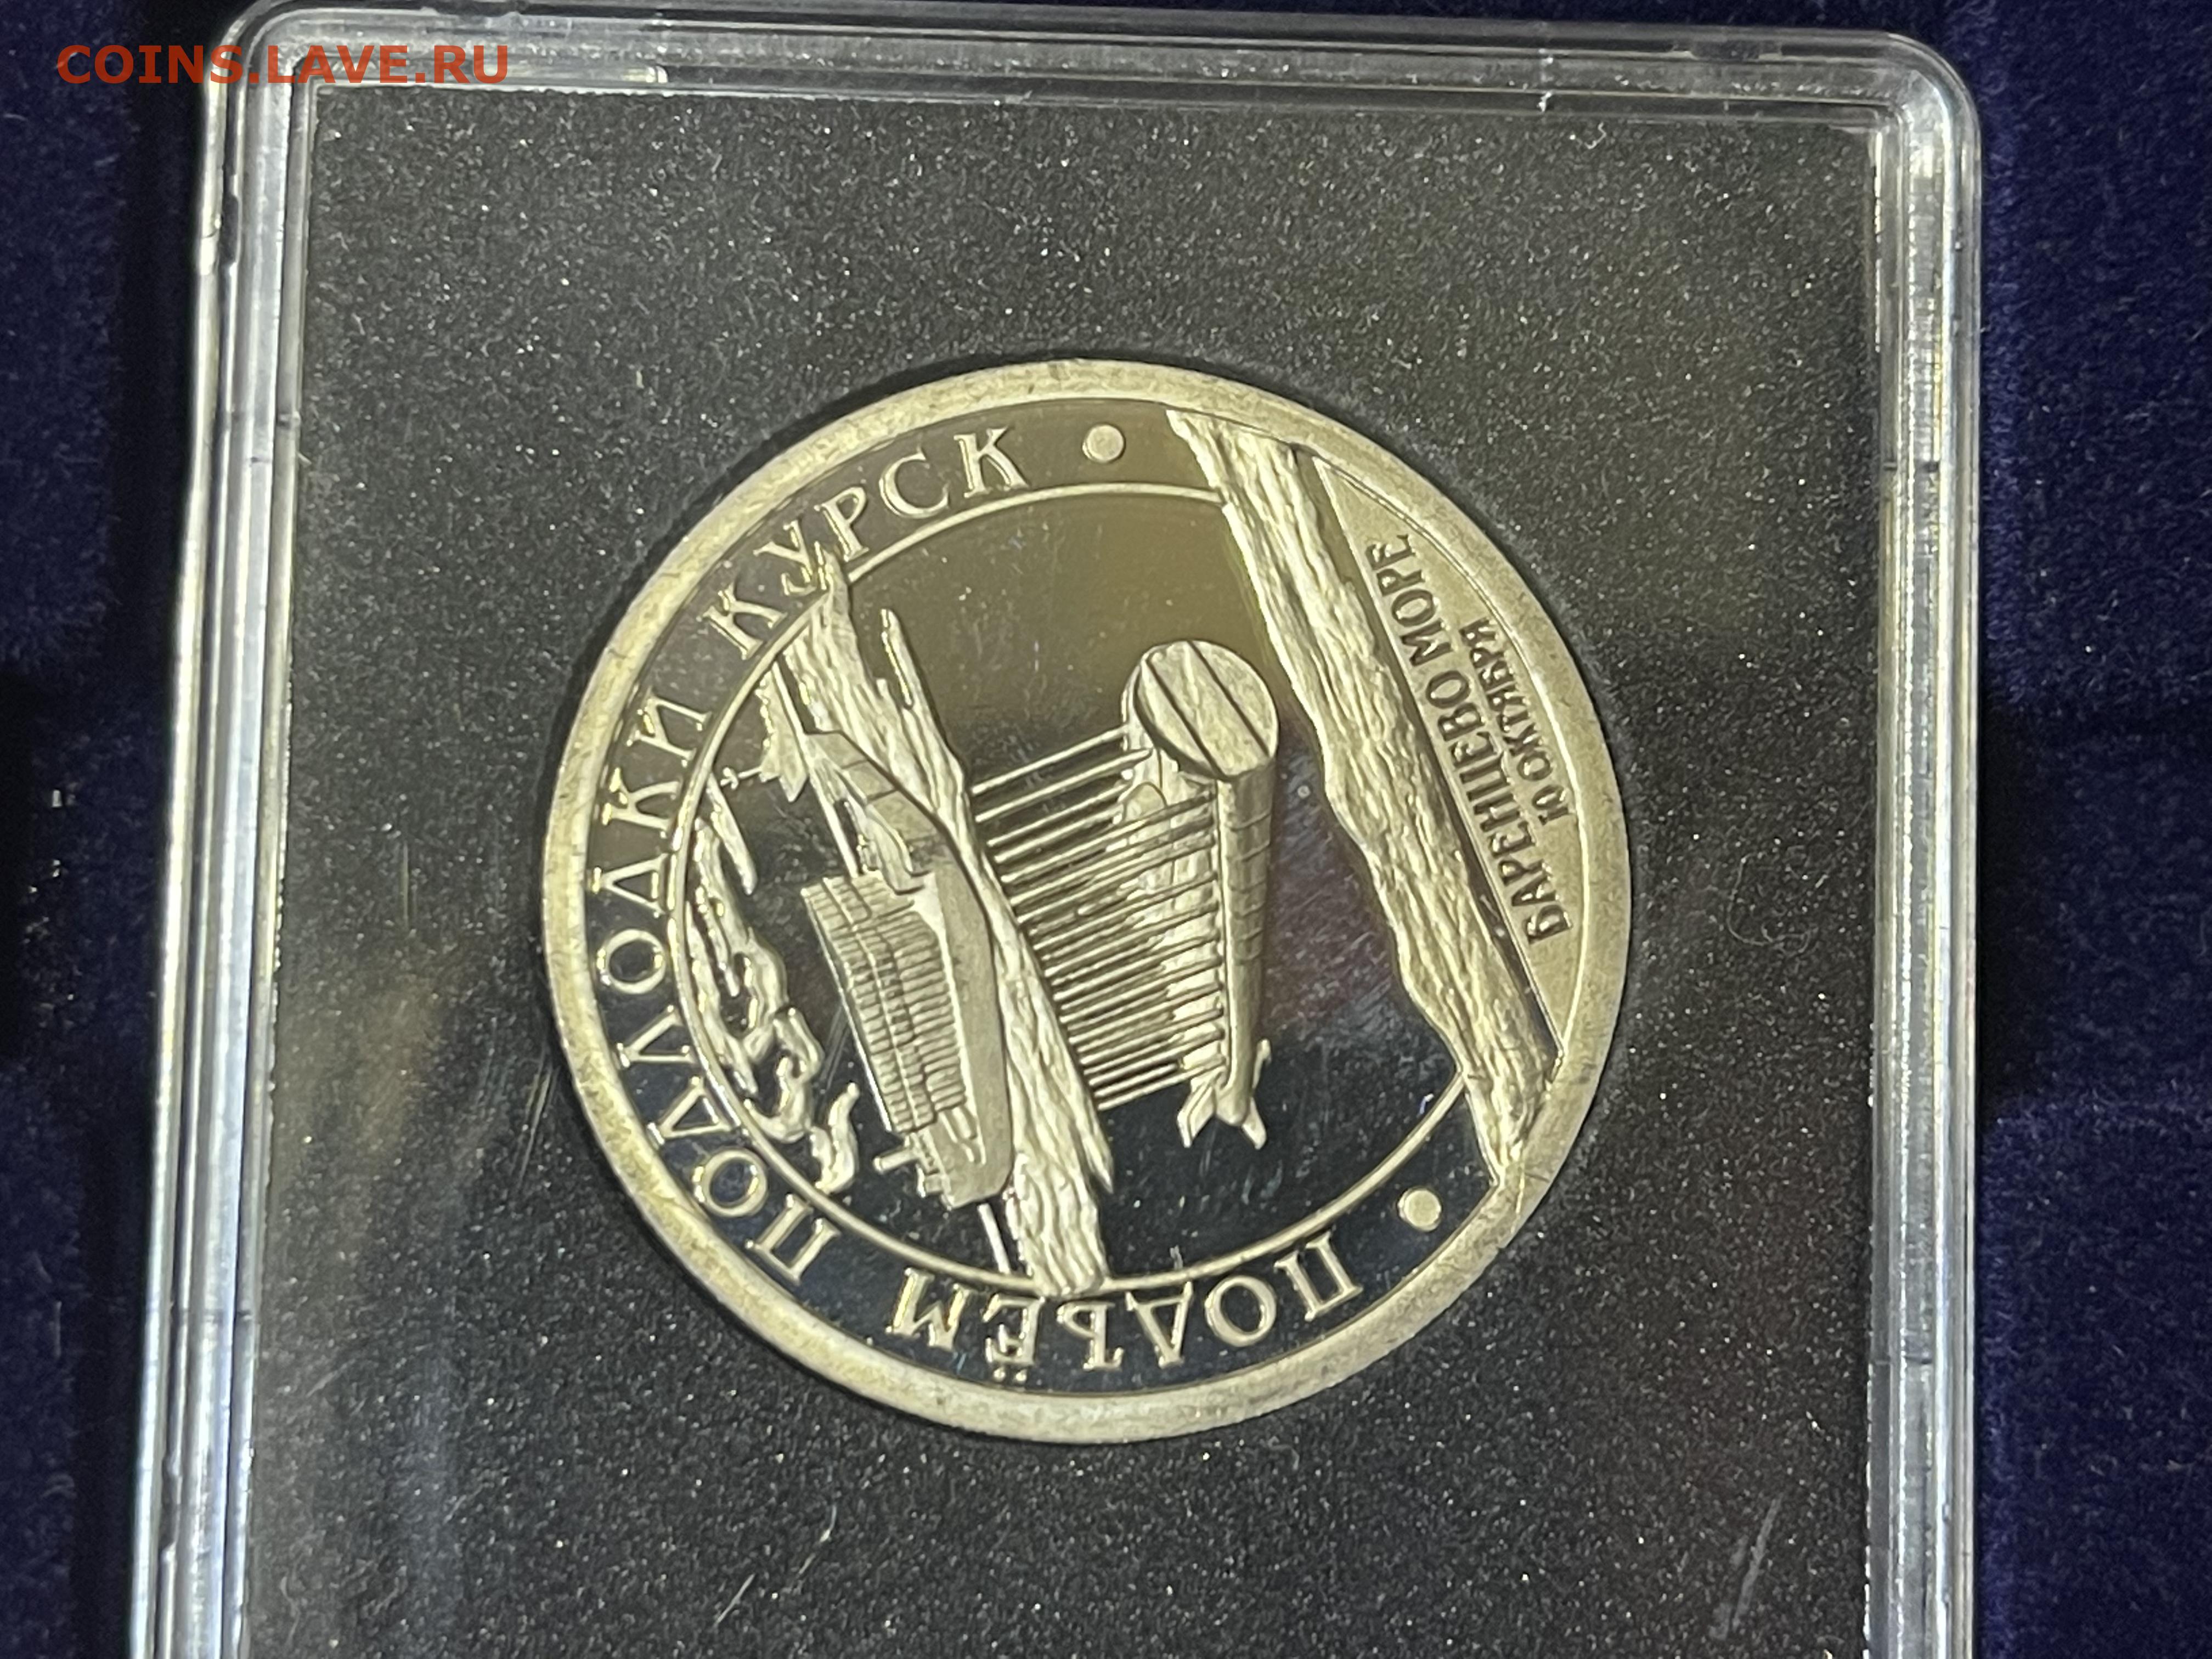 COINS.LAVE.RU
ПОДЪЁМ ПОДЛОДКИ КУРСК
БАРЕНЦЕВО МОРЕ
10 ОКТЯБРЯ